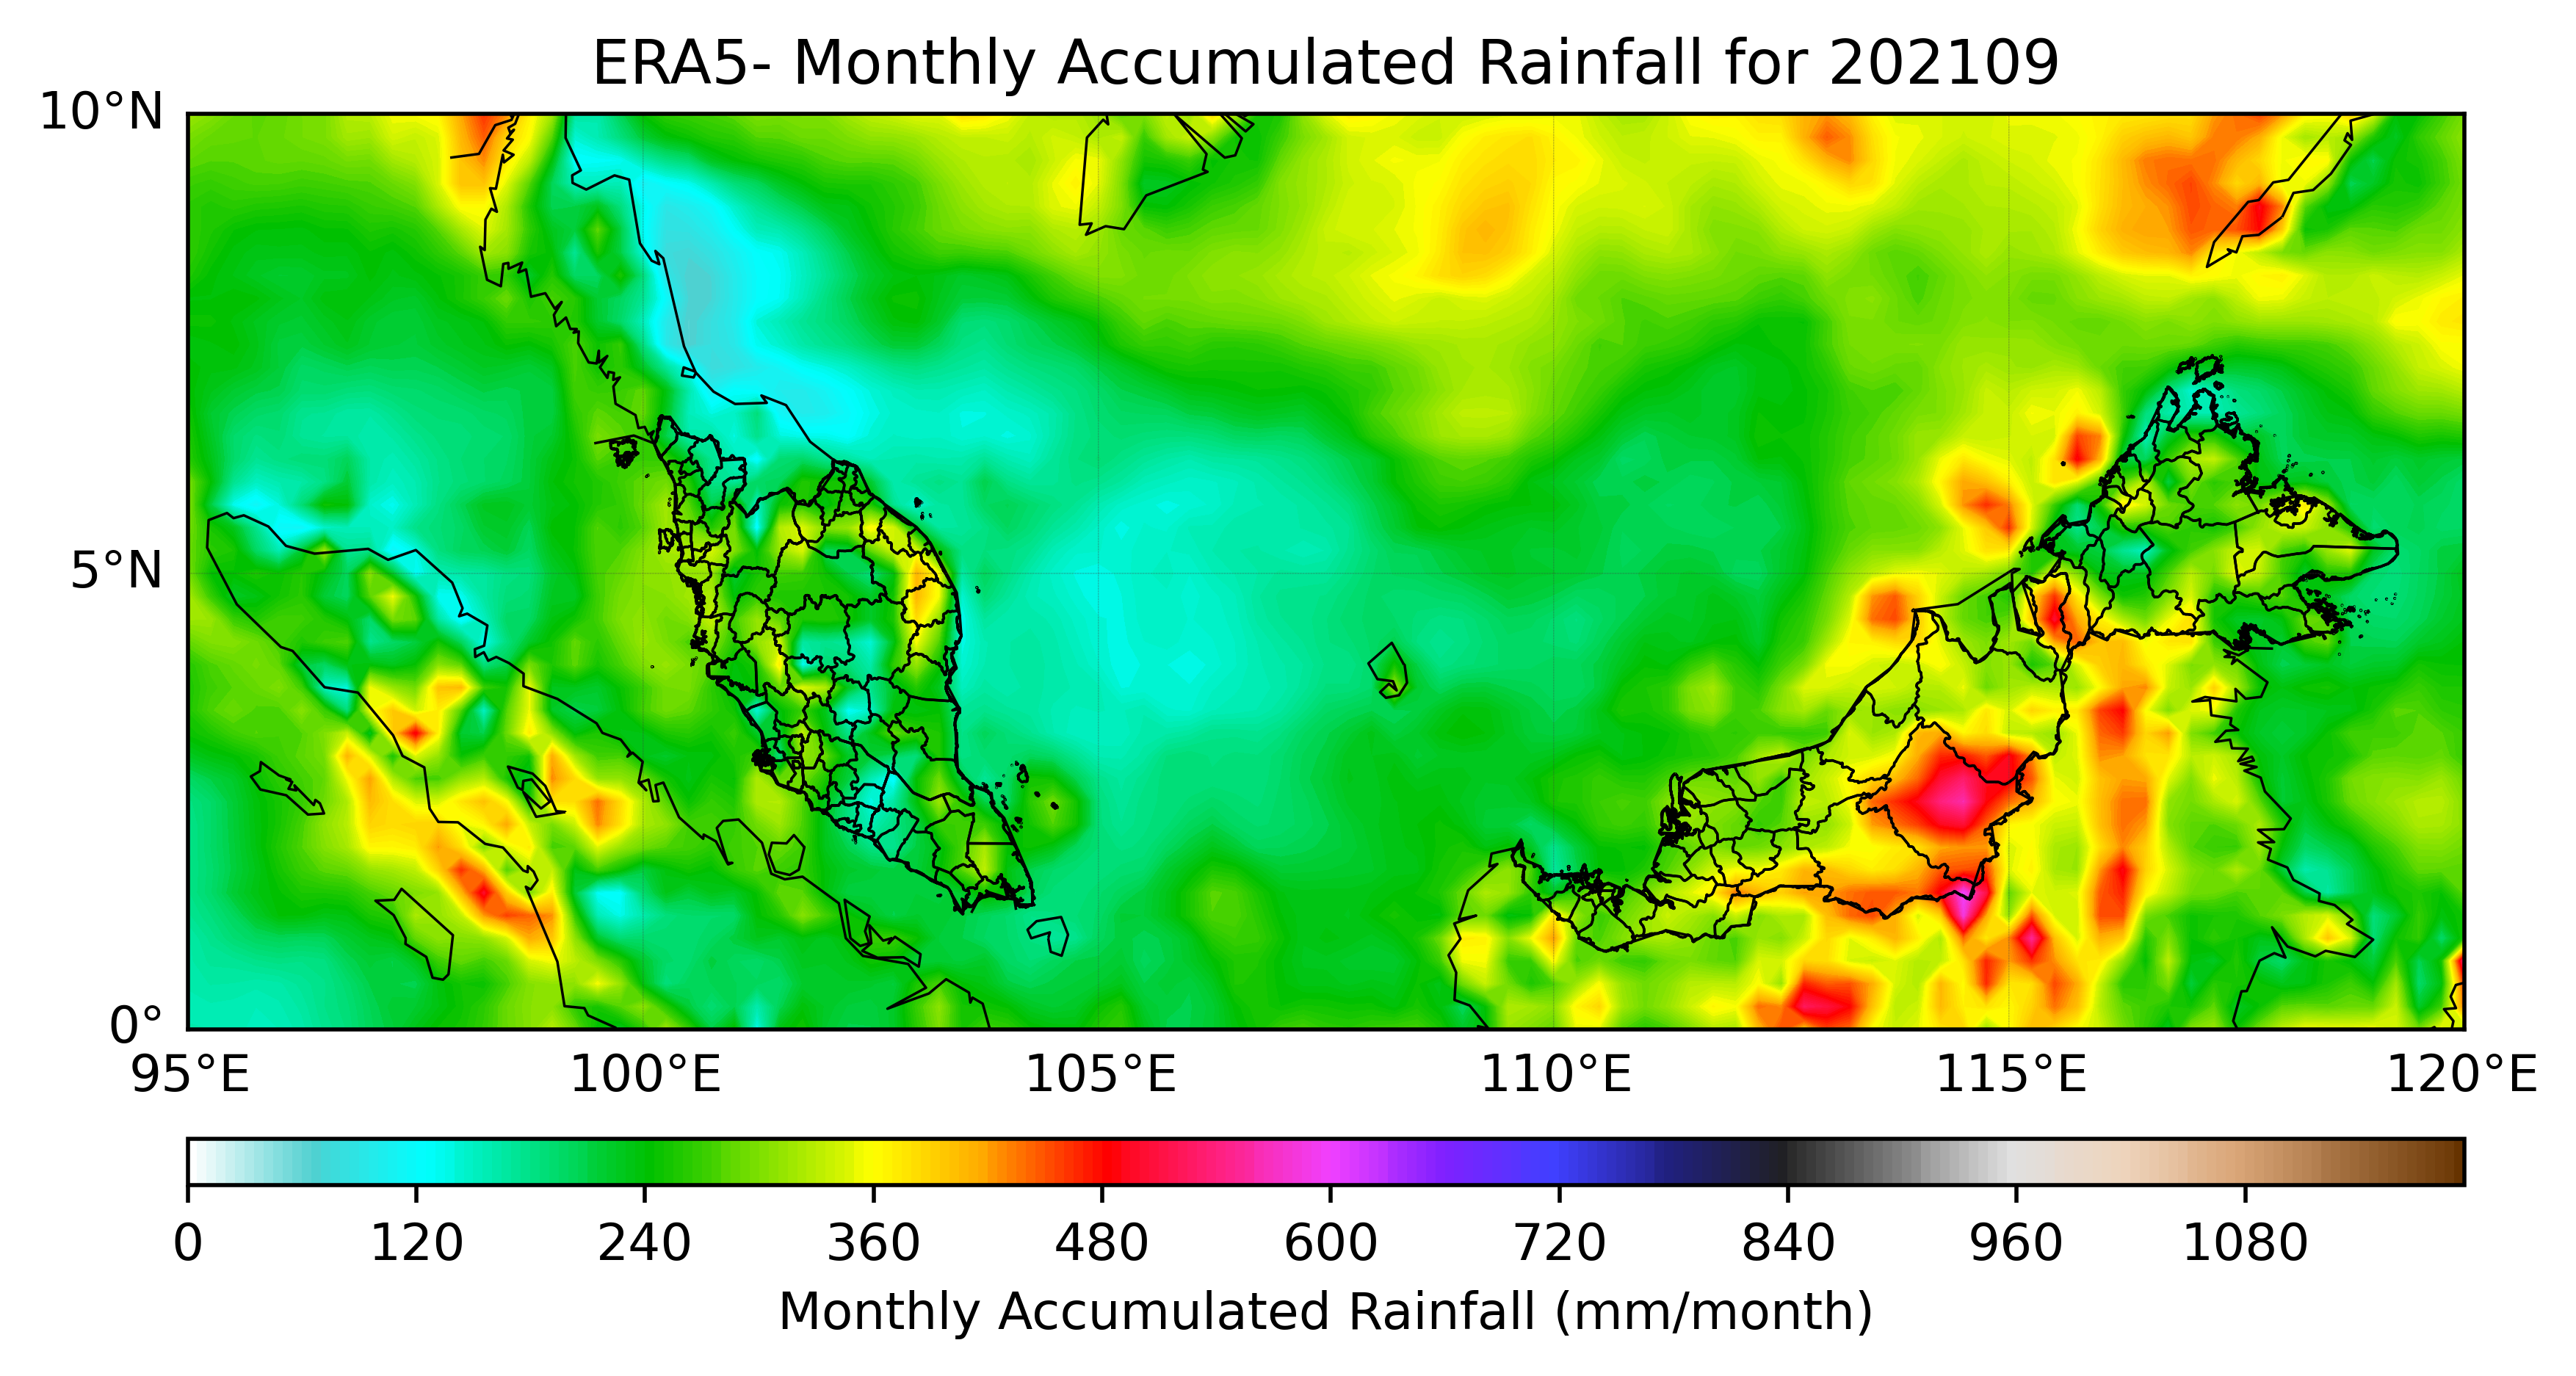 ERA5- Monthly Accumulated Rainfall for 202109
10°N
5°N
0°
95°E 100°E 105°E 110°E 115°E 120°E
0 120 240 360 480 600 720 840 960 1080
Monthly Accumulated Rainfall (mm/month)